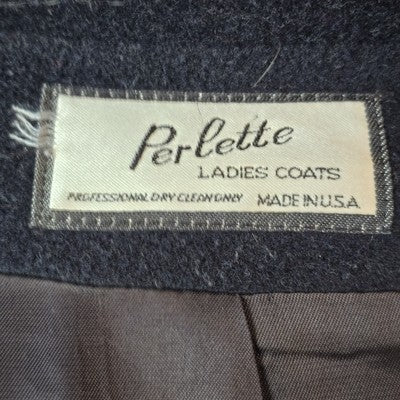 Perlette
LADIES COATS
PROFESSIONAL DRY CLEAN ONLY MADE IN U.S.A